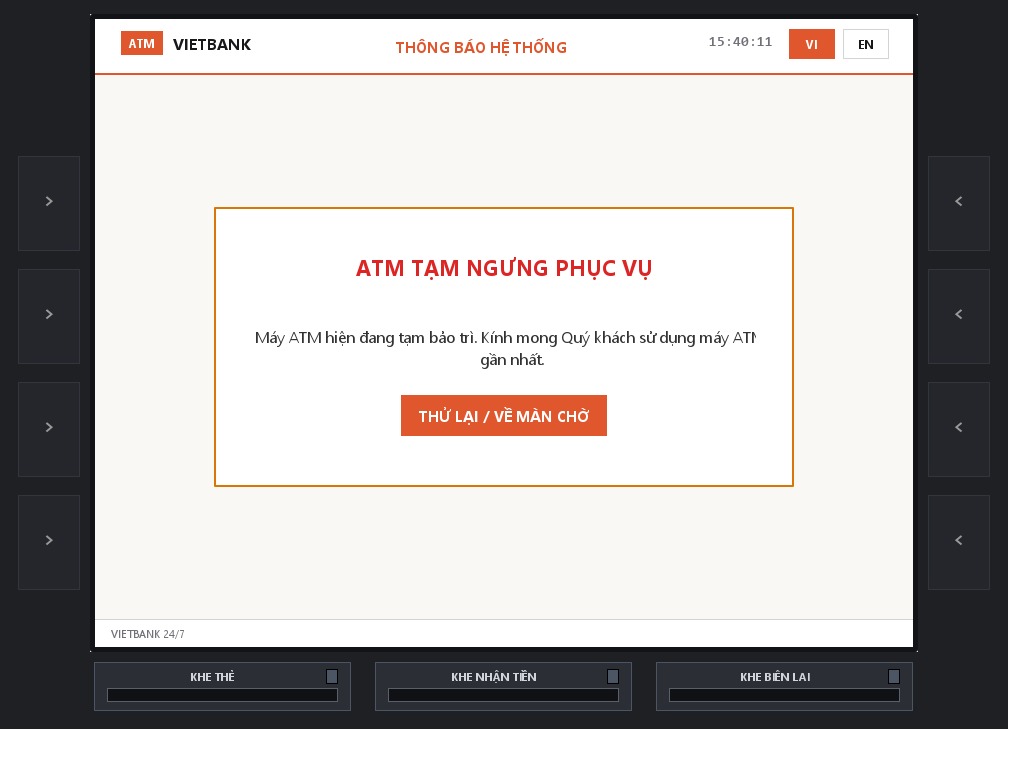 ATM VIETBANK
THÔNG BÁO HỆ THỐNG
15:40:11
VI
EN
ATM TẠM NGƯNG PHỤC VỤ
Máy ATM hiện đang tạm bảo trì. Kính mong Quý khách sử dụng máy
gần nhất.
THỬ LẠI / VỀ MÀN CHỜ
VIETBANK 24/7
KHE THẺ
KHE NHẬN TIỀN
KHE BIÊN LAI